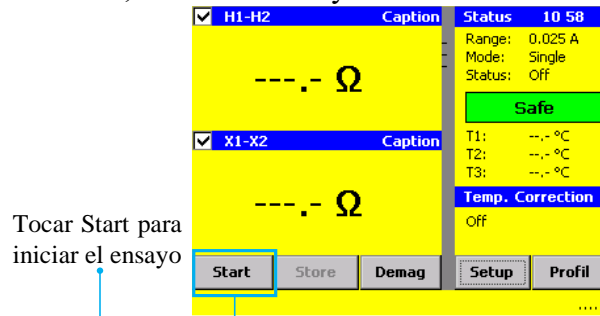 H1-H2 Caption
---.- Ω
X1-X2 Caption
---.- Ω
Status 10 58
Range: 0.025 A
Mode: Single
Status: Off
Safe
T1: --.- °C
T2: --.- °C
T3: --.- °C
Temp. Correction
Off
Tocar Start para
iniciar el ensayo
Start Store Demag Setup Profil
....